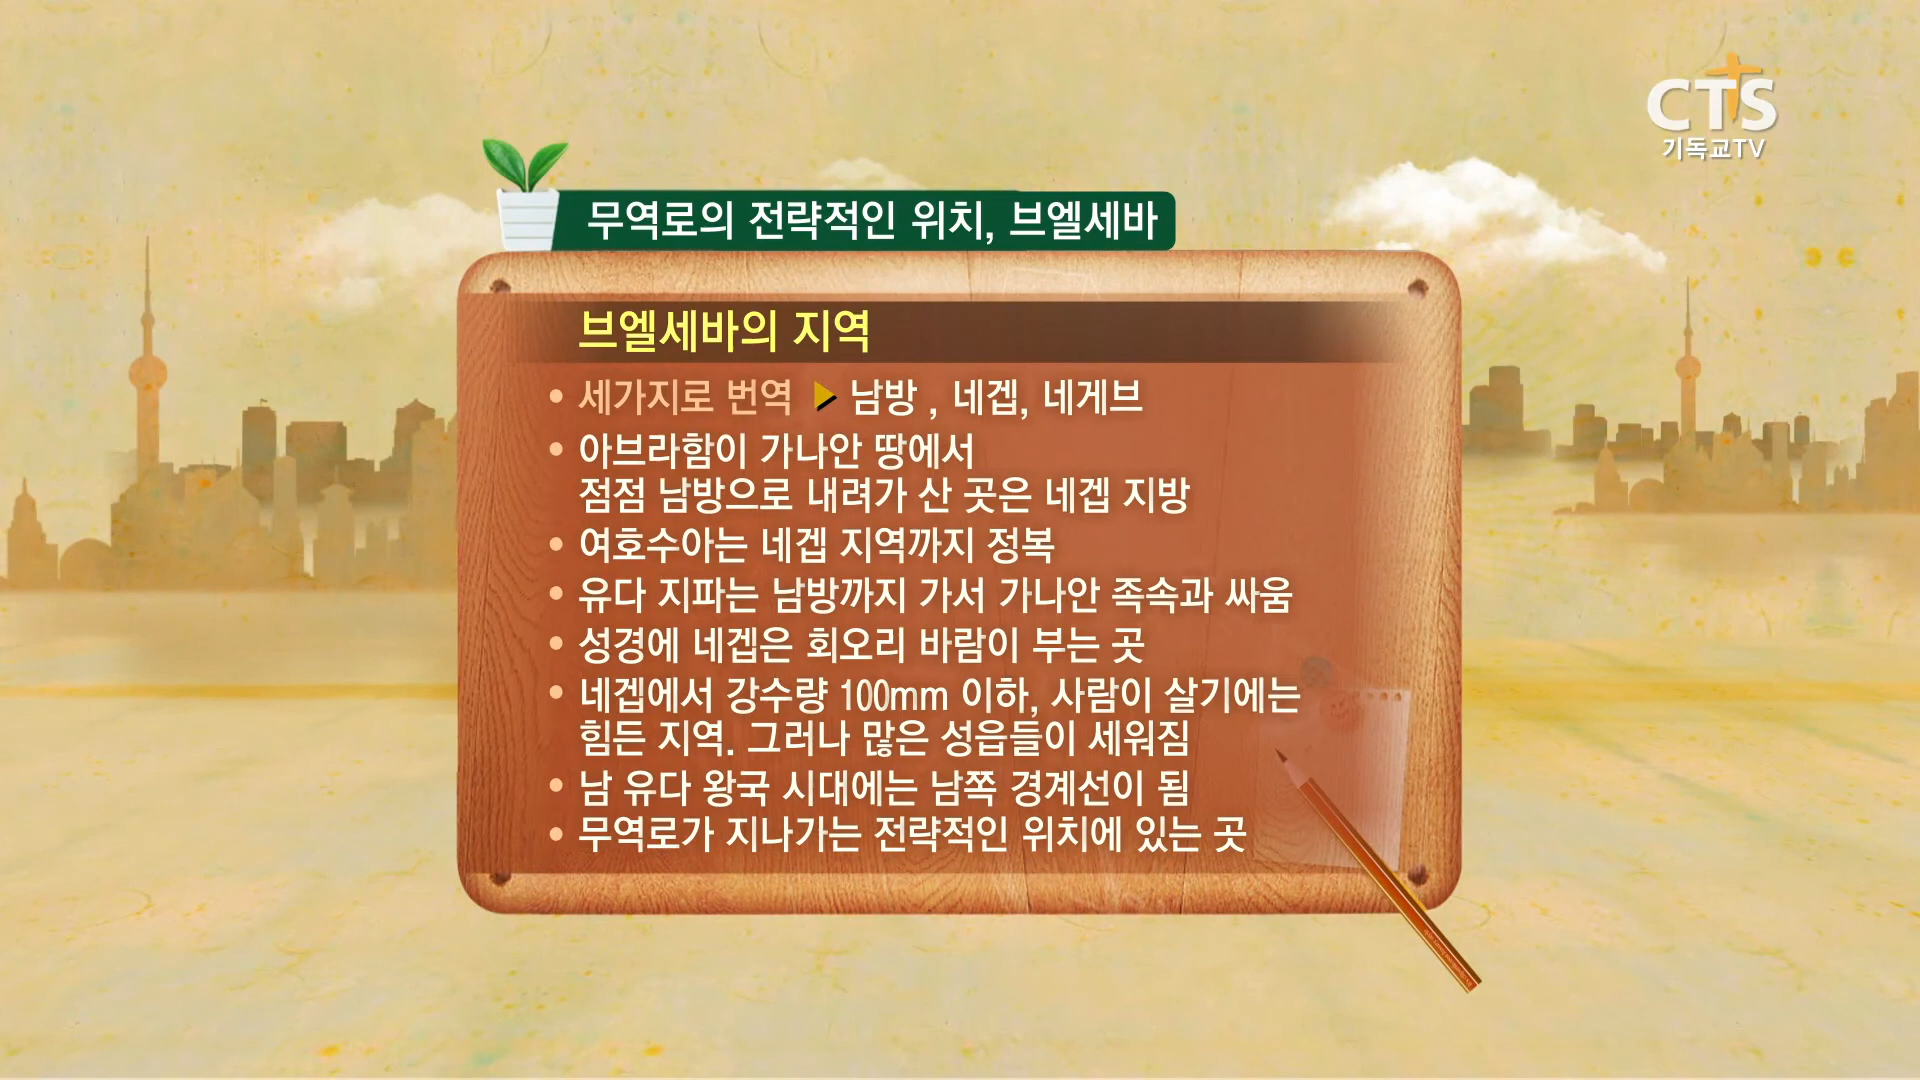 CTS
기독교TV
무역로의 전략적인 위치, 브엘세바
브엘세바의 지역
• 세가지로 번역 ▶ 남방 , 네겝, 네게브
• 아브라함이 가나안 땅에서
점점 남방으로 내려가 산 곳은 네겝 지방
• 여호수아는 네겝 지역까지 정복
• 유다 지파는 남방까지 가서 가나안 족속과 싸움
• 성경에 네겝은 회오리 바람이 부는 곳
• 네겝에서 강수량 100mm 이하, 사람이 살기에는
힘든 지역. 그러나 많은 성읍들이 세워짐
• 남 유다 왕국 시대에는 남쪽 경계선이 됨
• 무역로가 지나가는 전략적인 위치에 있는 곳